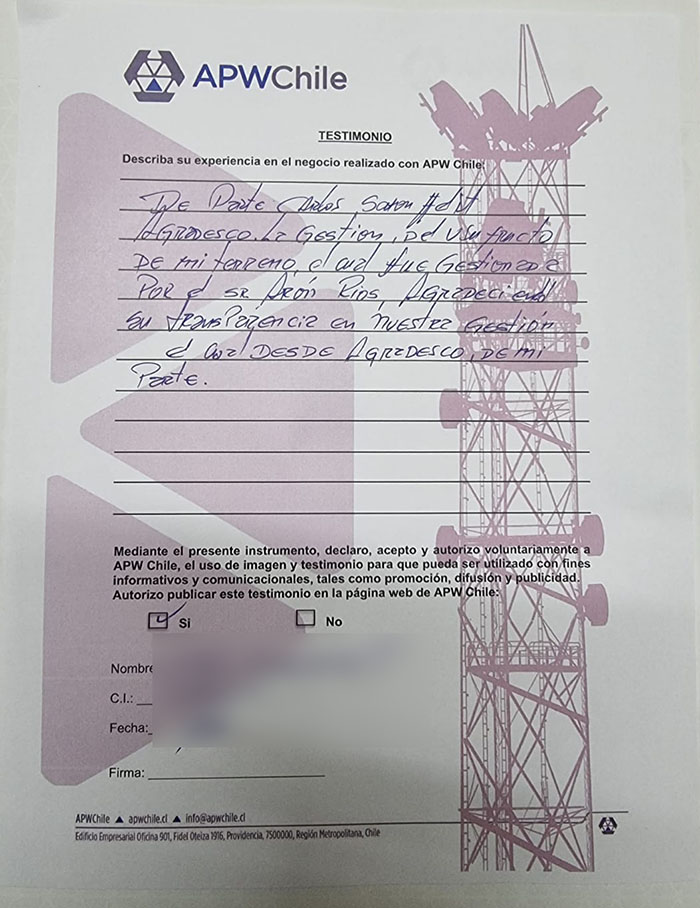 APWChile
TESTIMONIO
Describa su experiencia en el negocio realizado con APW Chile:
De Parte Carlos
Agradesco. La Gestion, del usufructo
De mi terreno, el cual fue Gestionada
Por el sr Arón Rios, Agradeciendo
su transparencia en nuestra Gestión
el cual DESDE Agradesco, De mi
Parte.
Mediante el presente instrumento, declaro, acepto y autorizo voluntariamente a
APW Chile, el uso de imagen y testimonio para que pueda ser utilizado con fines
informativos y comunicacionales, tales como promoción, difusión y publicidad.
Autorizo publicar este testimonio en la página web de APW Chile:
Si No
Nombre
C.I.:
Fecha:
Firma:
APWChile ▲ apwchile.cl ▲ info@apwchile.cl
Edificio Empresarial Oficina 901, Fidel Oteiza 1916, Providencia, 7500000, Región Metropolitana, Chile